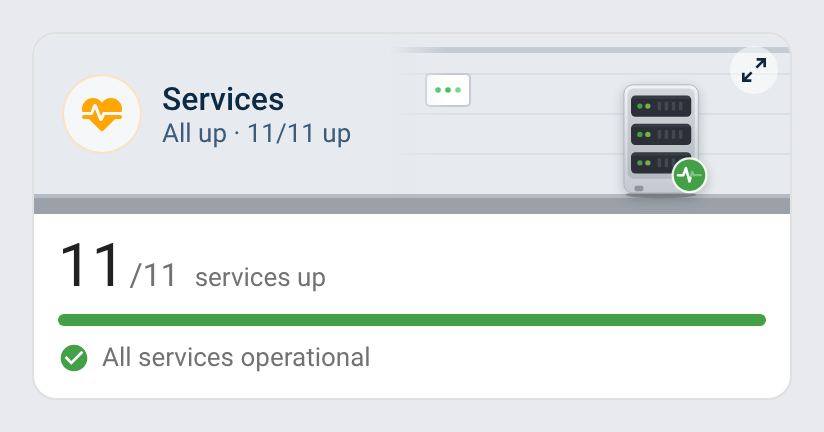 Services
All up · 11/11 up
11/11 services up
All services operational